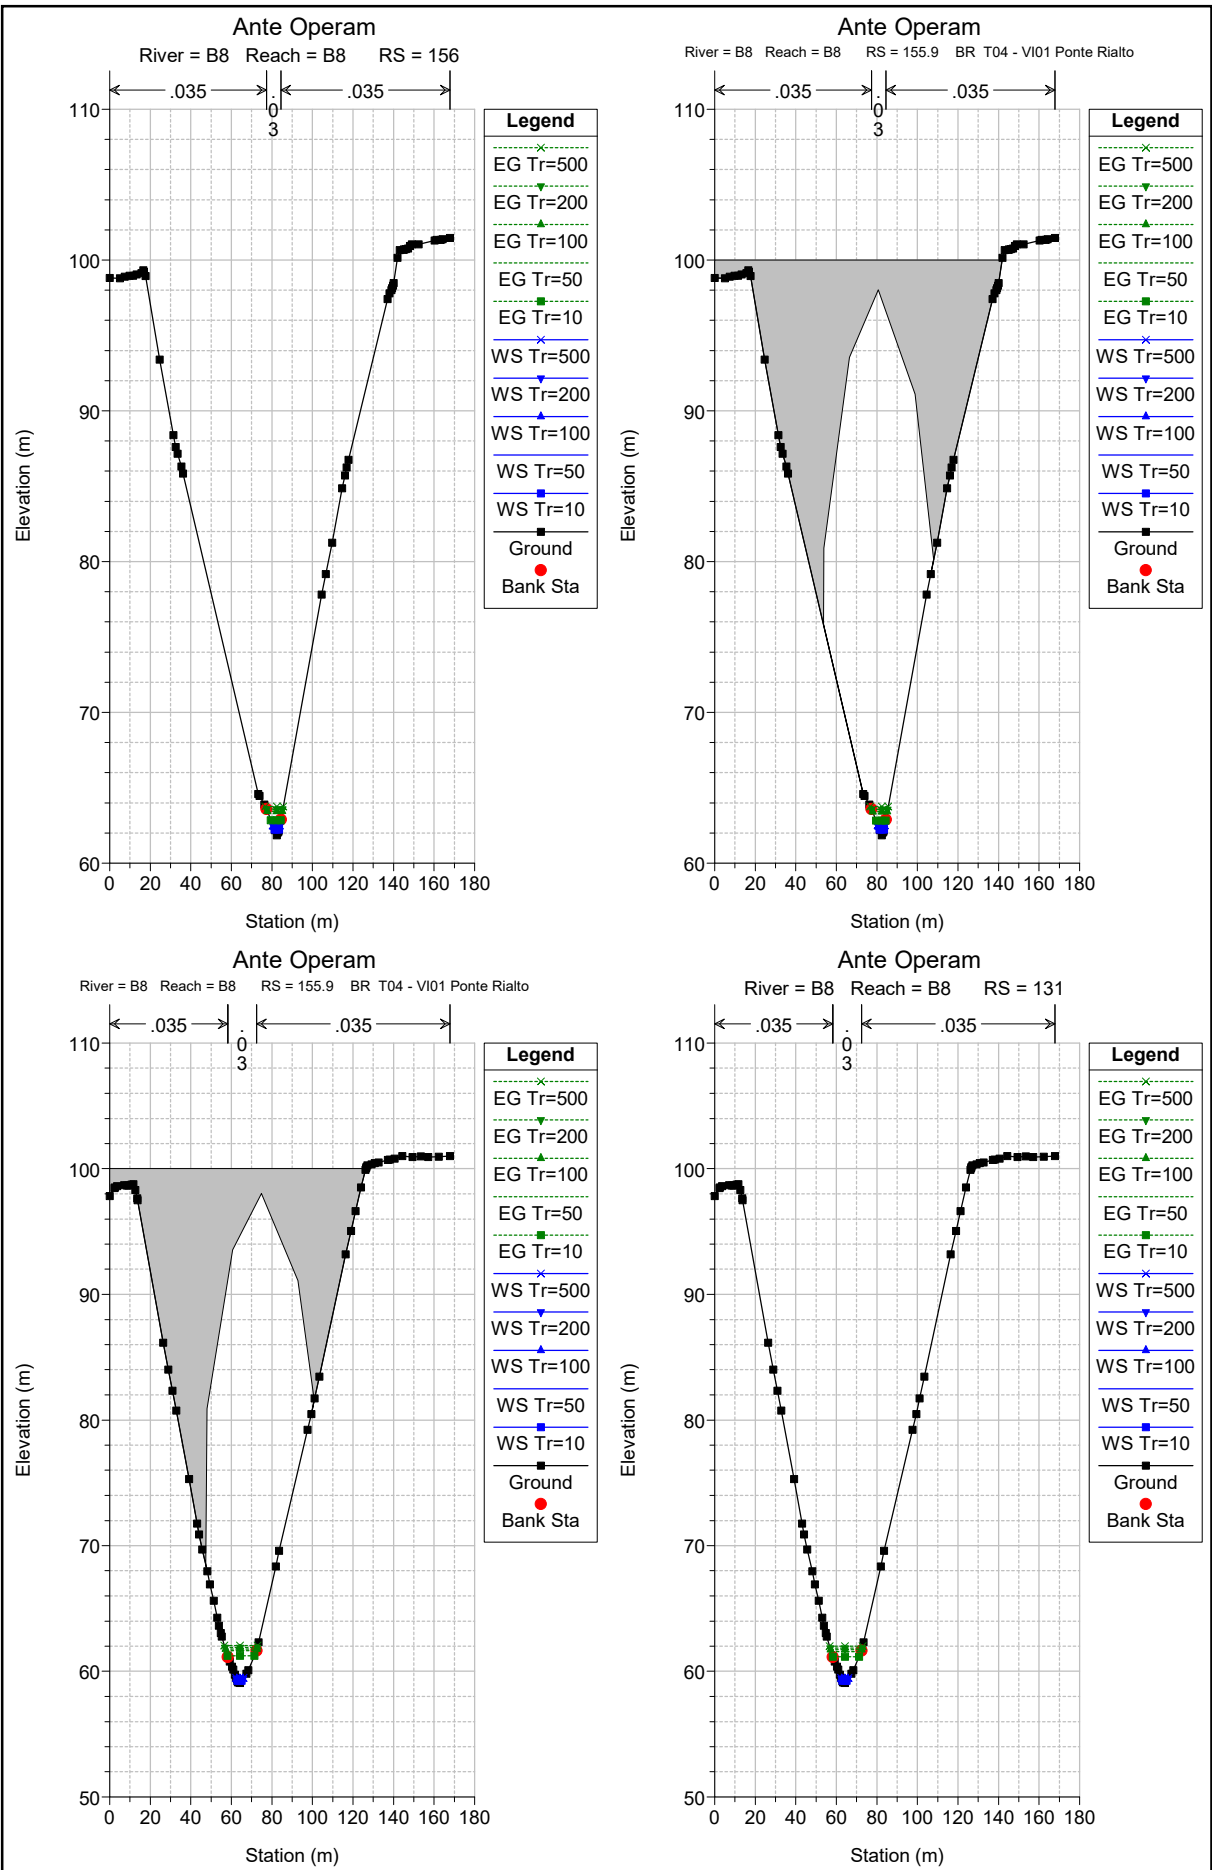 Ante Operam
River = B8 Reach = B8 RS = 156
.035
.03
.035
Elevation (m)
110
100
90
80
70
60
0 20 40 60 80 100 120 140 160 180
Station (m)
Legend
EG Tr=500
EG Tr=200
EG Tr=100
EG Tr=50
EG Tr=10
WS Tr=500
WS Tr=200
WS Tr=100
WS Tr=50
WS Tr=10
Ground
Bank Sta
Ante Operam
River = B8 Reach = B8 RS = 155.9 BR T04 - VI01 Ponte Rialto
.035
.03
.035
Elevation (m)
110
100
90
80
70
60
0 20 40 60 80 100 120 140 160 180
Station (m)
Legend
EG Tr=500
EG Tr=200
EG Tr=100
EG Tr=50
EG Tr=10
WS Tr=500
WS Tr=200
WS Tr=100
WS Tr=50
WS Tr=10
Ground
Bank Sta
Ante Operam
River = B8 Reach = B8 RS = 155.9 BR T04 - VI01 Ponte Rialto
.035
.03
.035
Elevation (m)
110
100
90
80
70
60
50
0 20 40 60 80 100 120 140 160 180
Station (m)
Legend
EG Tr=500
EG Tr=200
EG Tr=100
EG Tr=50
EG Tr=10
WS Tr=500
WS Tr=200
WS Tr=100
WS Tr=50
WS Tr=10
Ground
Bank Sta
Ante Operam
River = B8 Reach = B8 RS = 131
.035
.03
.035
Elevation (m)
110
100
90
80
70
60
50
0 20 40 60 80 100 120 140 160 180
Station (m)
Legend
EG Tr=500
EG Tr=200
EG Tr=100
EG Tr=50
EG Tr=10
WS Tr=500
WS Tr=200
WS Tr=100
WS Tr=50
WS Tr=10
Ground
Bank Sta